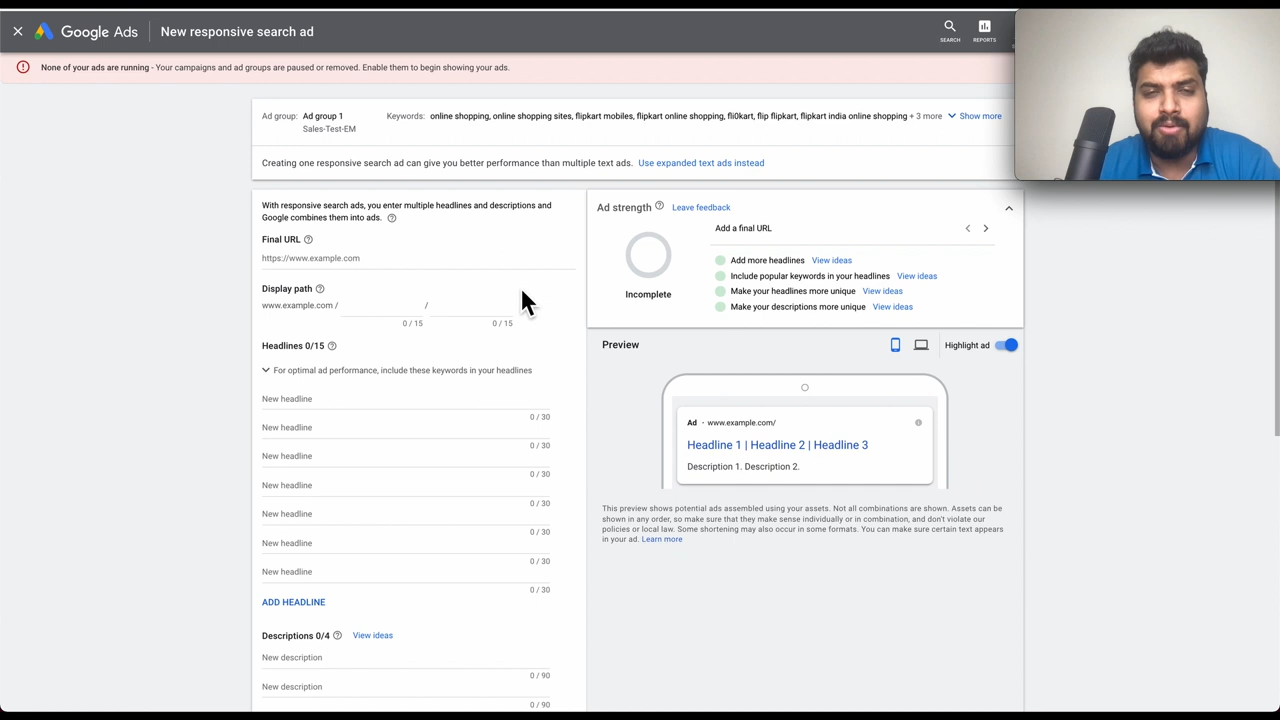 Google Ads
New responsive search ad
SEARCH
REPORTS
None of your ads are running - Your campaigns and ad groups are paused or removed. Enable them to begin showing your ads.
Ad group: Ad group 1
Sales-Test-EM
Keywords: online shopping, online shopping sites, flipkart mobiles, flipkart online shopping, fli0kart, flip flipkart, flipkart india online shopping + 3 more
Show more
Creating one responsive search ad can give you better performance than multiple text ads. Use expanded text ads instead
With responsive search ads, you enter multiple headlines and descriptions and
Google combines them into ads.
Final URL
https://www.example.com
Display path
www.example.com /
/
0 / 15
0 / 15
Headlines 0/15
For optimal ad performance, include these keywords in your headlines
New headline
0 / 30
New headline
0 / 30
New headline
0 / 30
New headline
0 / 30
New headline
0 / 30
New headline
0 / 30
New headline
0 / 30
ADD HEADLINE
Descriptions 0/4
View ideas
New description
0 / 90
New description
0 / 90
Ad strength
Leave feedback
Incomplete
Add a final URL
Add more headlines View ideas
Include popular keywords in your headlines View ideas
Make your headlines more unique View ideas
Make your descriptions more unique View ideas
Preview
Highlight ad
Ad · www.example.com/
Headline 1 | Headline 2 | Headline 3
Description 1. Description 2.
This preview shows potential ads assembled using your assets. Not all combinations are shown. Assets can be
shown in any order, so make sure that they make sense individually or in combination, and don't violate our
policies or local law. Some shortening may also occur in some formats. You can make sure certain text appears
in your ad. Learn more